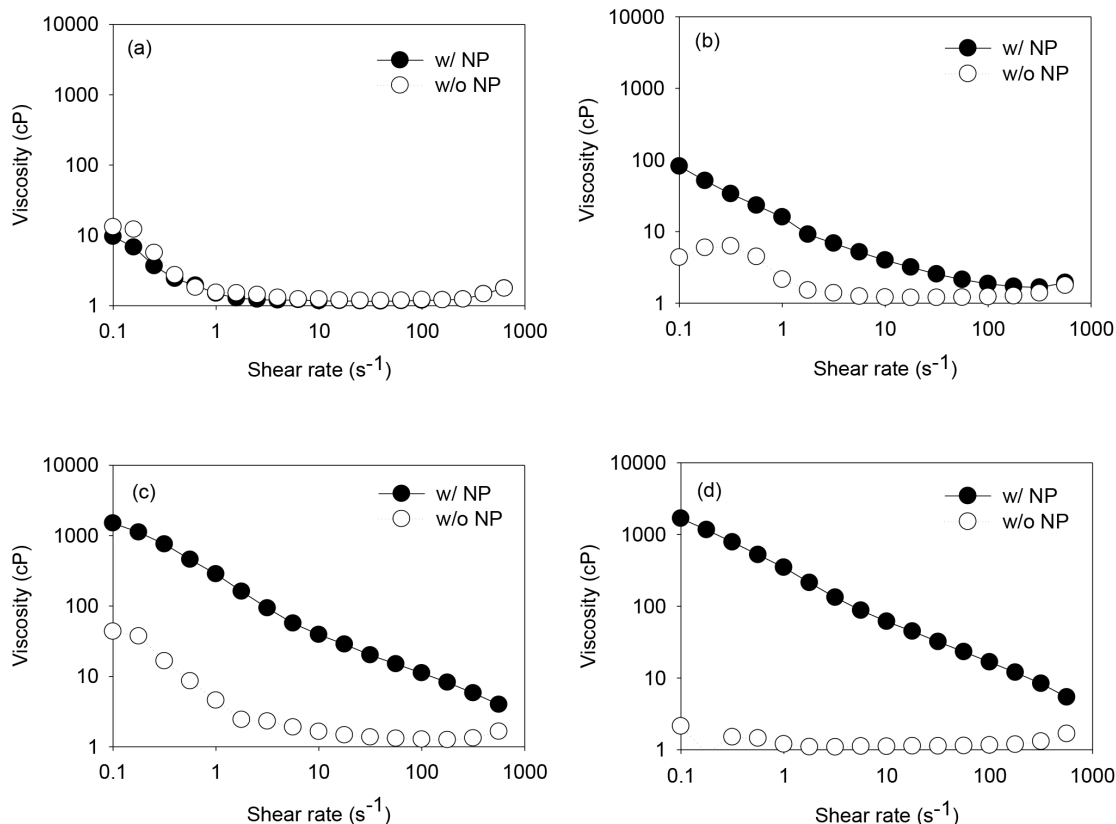 10000
1000
100
10
1
Viscosity (cP)
(a)
w/ NP
w/o NP
0.1 1 10 100 1000
Shear rate (s-1)
10000
1000
100
10
1
Viscosity (cP)
(b)
w/ NP
w/o NP
0.1 1 10 100 1000
Shear rate (s-1)
10000
1000
100
10
1
Viscosity (cP)
(c)
w/ NP
w/o NP
0.1 1 10 100 1000
Shear rate (s-1)
10000
1000
100
10
1
Viscosity (cP)
(d)
w/ NP
w/o NP
0.1 1 10 100 1000
Shear rate (s-1)